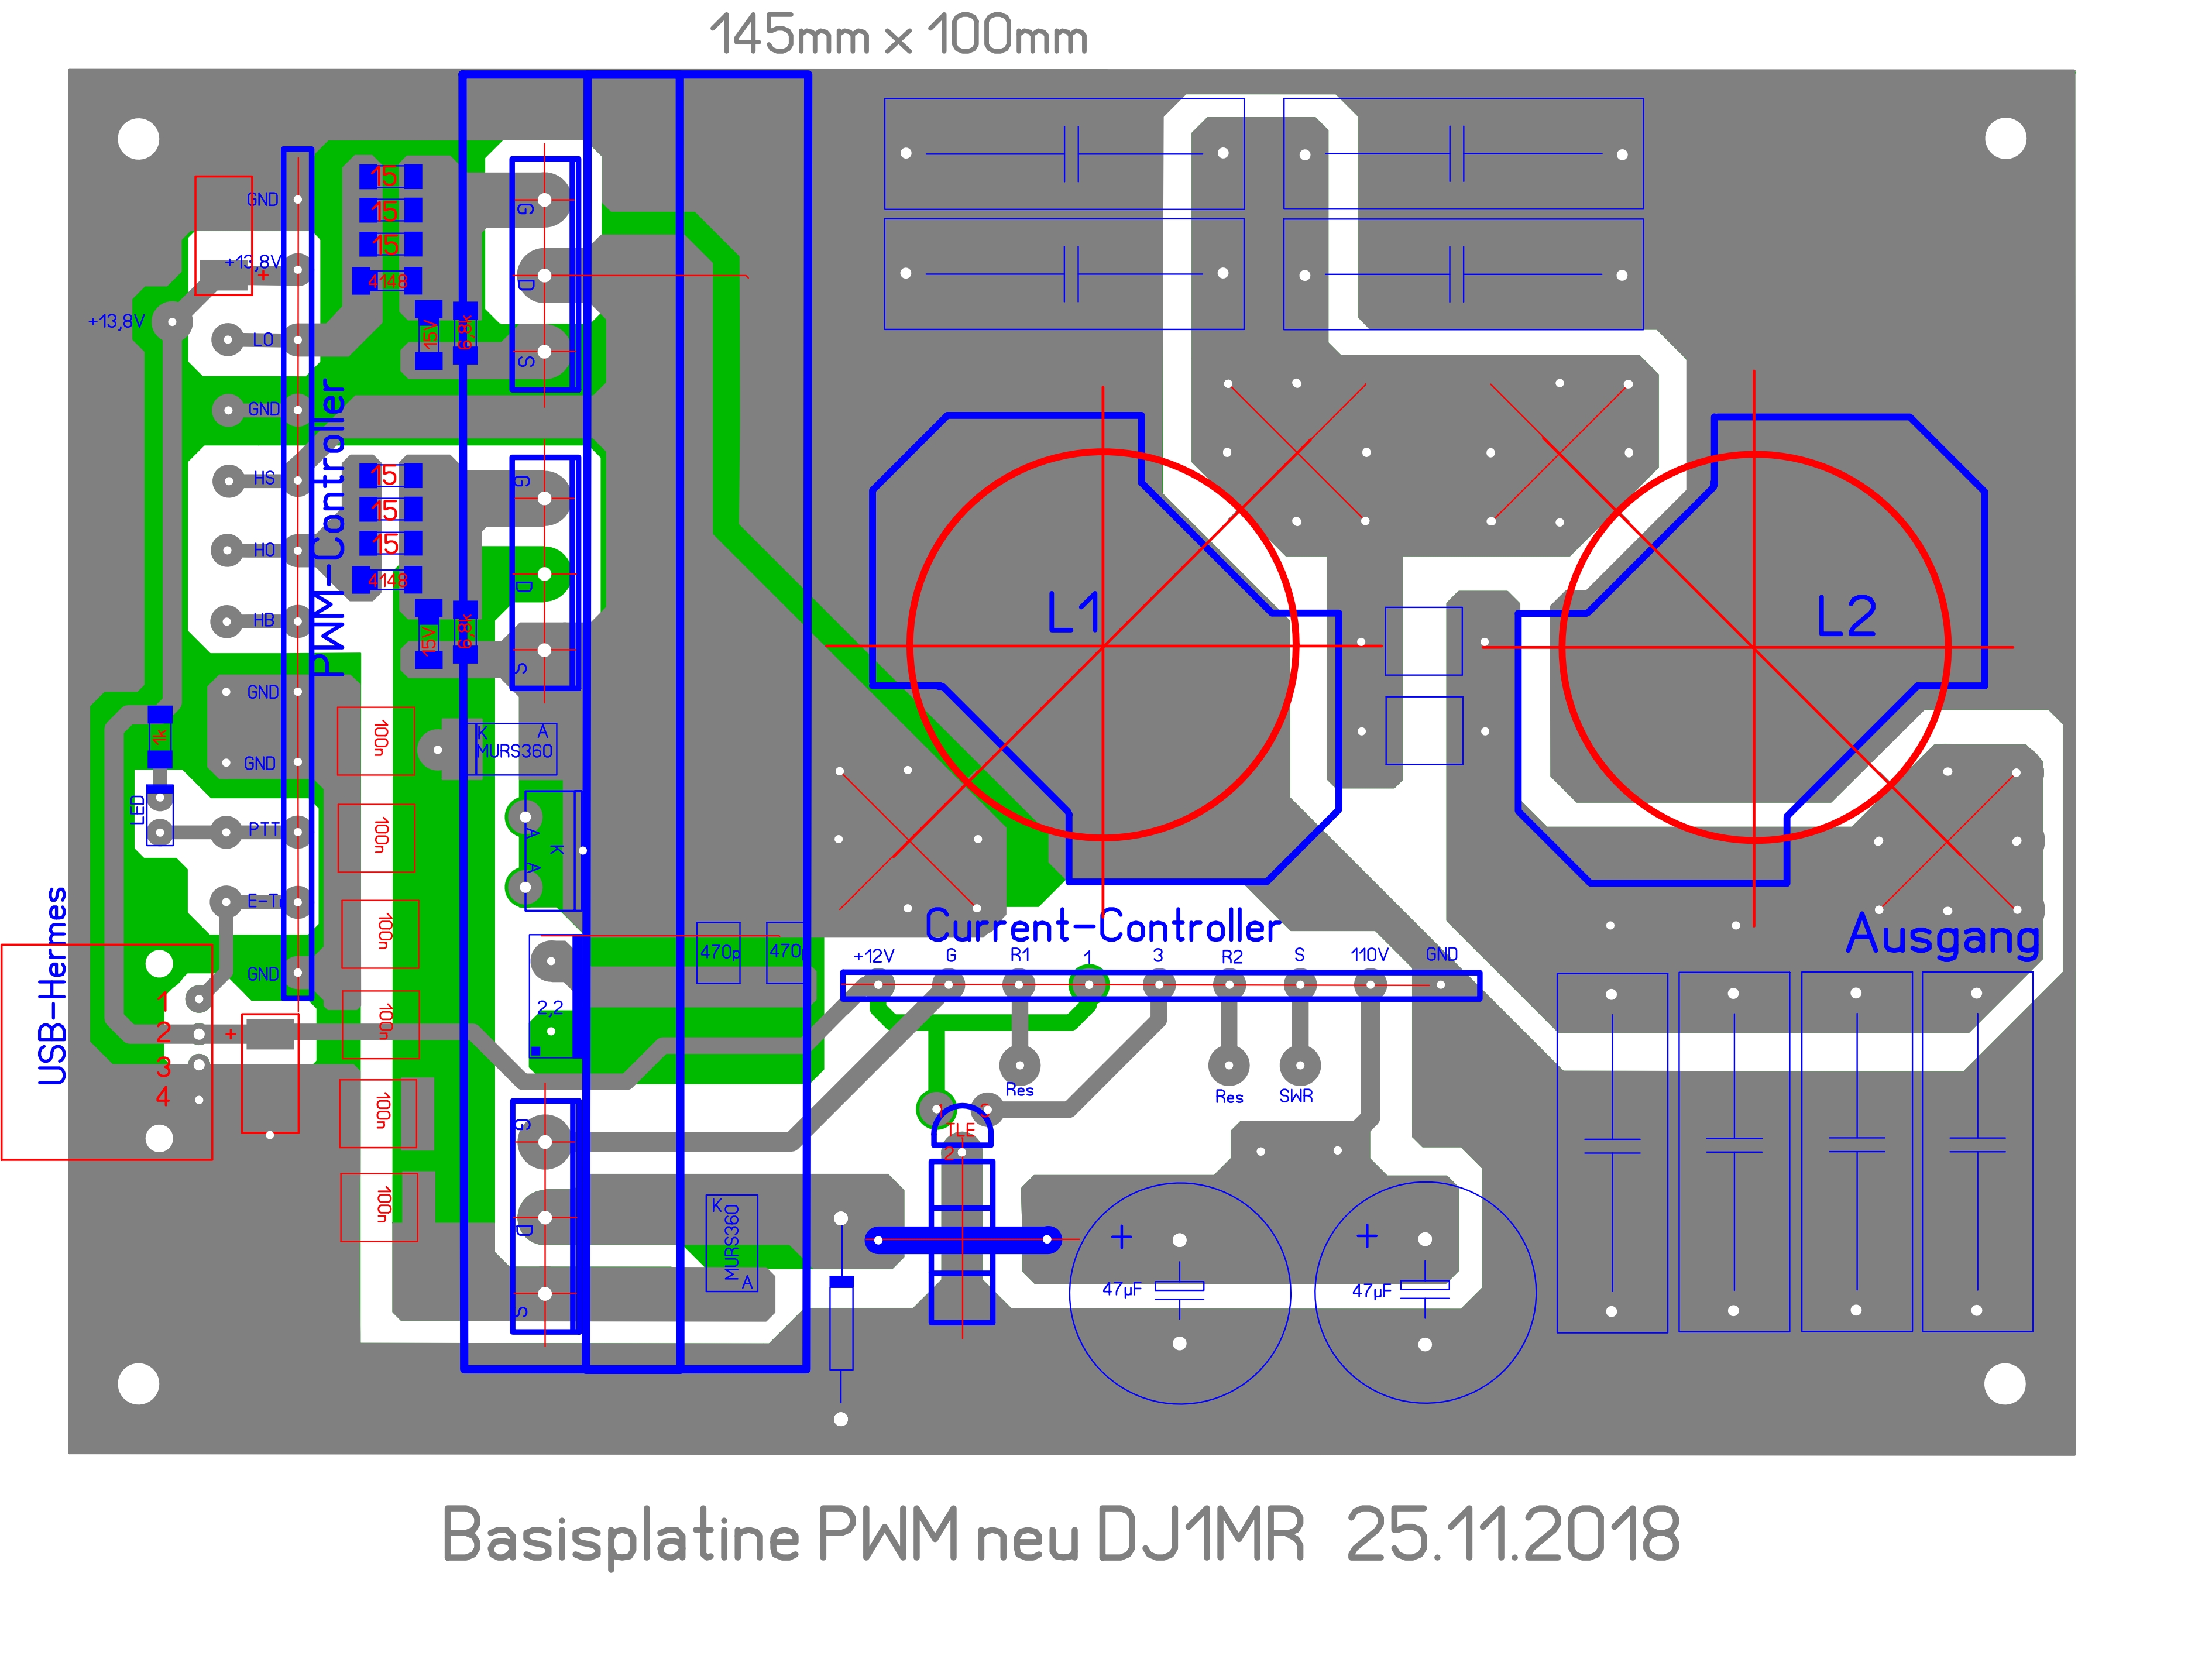 145mm x 100mm
GND
+13,8V
+
+13,8V
LO
GND
HS
HO
HB
GND
GND
PTT
GND
PWM-Controller
15
15
15
4148
15V
6,8k
G
D
S
15
15
15
4148
15V
6,8k
G
D
S
1k
LED
USB-Hermes
1
2
3
4
+
100n
100n
100n
100n
100n
100n
K
A
MURS360
A
A
K
2,2
470p
470p
G
D
S
K
MURS360
A
L1
L2
Current-Controller
+12V
G
R1
1
3
R2
S
110V
GND
Res
Res
SWR
TLE
2
+
47µF
+
47µF
Ausgang
Basisplatine PWM neu DJ1MR 25.11.2018